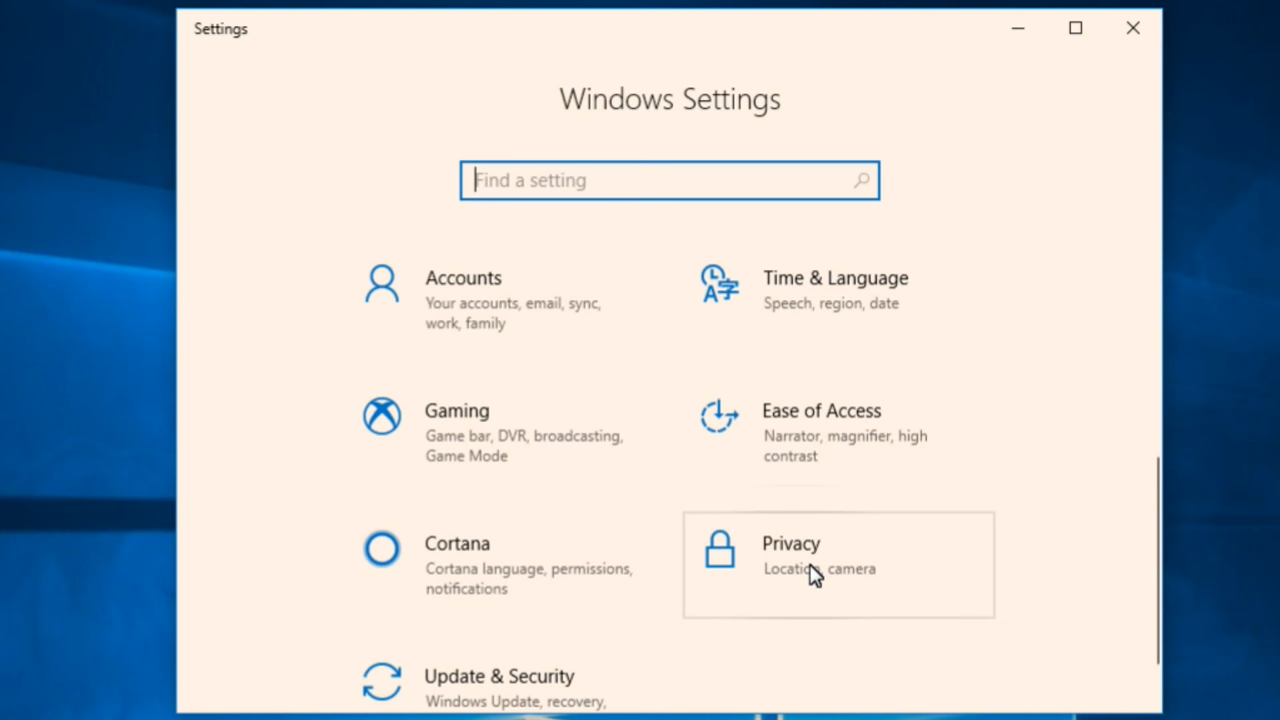 Settings
Windows Settings
Find a setting
Accounts
Your accounts, email, sync,
work, family
Time & Language
Speech, region, date
Gaming
Game bar, DVR, broadcasting,
Game Mode
Ease of Access
Narrator, magnifier, high
contrast
Cortana
Cortana language, permissions,
notifications
Privacy
Location, camera
Update & Security
Windows Update, recovery,